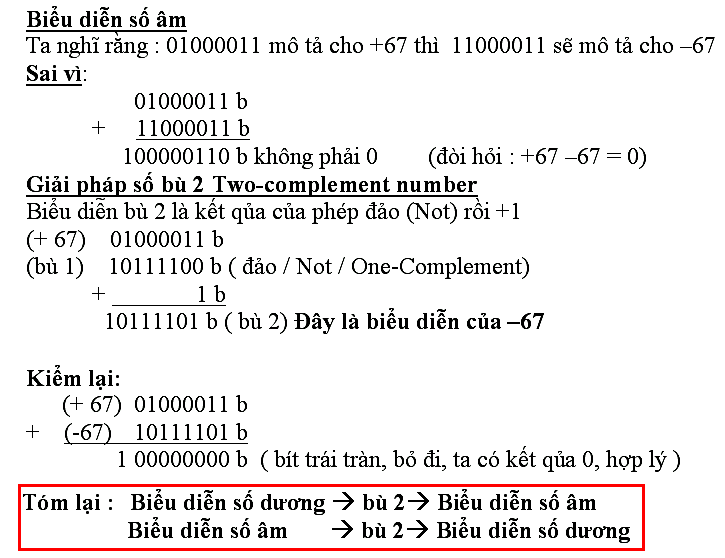 Biểu diễn số âm
Ta nghĩ rằng : 01000011 mô tả cho +67 thì 11000011 sẽ mô tả cho –67
Sai vì:
01000011 b
+ 11000011 b
100000110 b không phải 0 (đòi hỏi : +67 –67 = 0)
Giải pháp số bù 2 Two-complement number
Biểu diễn bù 2 là kết qủa của phép đảo (Not) rồi +1
(+ 67) 01000011 b
(bù 1) 10111100 b ( đảo / Not / One-Complement)
+ 1 b
10111101 b ( bù 2) Đây là biểu diễn của –67
Kiểm lại:
(+ 67) 01000011 b
+ (-67) 10111101 b
1 00000000 b ( bít trái tràn, bỏ đi, ta có kết qủa 0, hợp lý )
Tóm lại : Biểu diễn số dương → bù 2→ Biểu diễn số âm
Biểu diễn số âm → bù 2→ Biểu diễn số dương